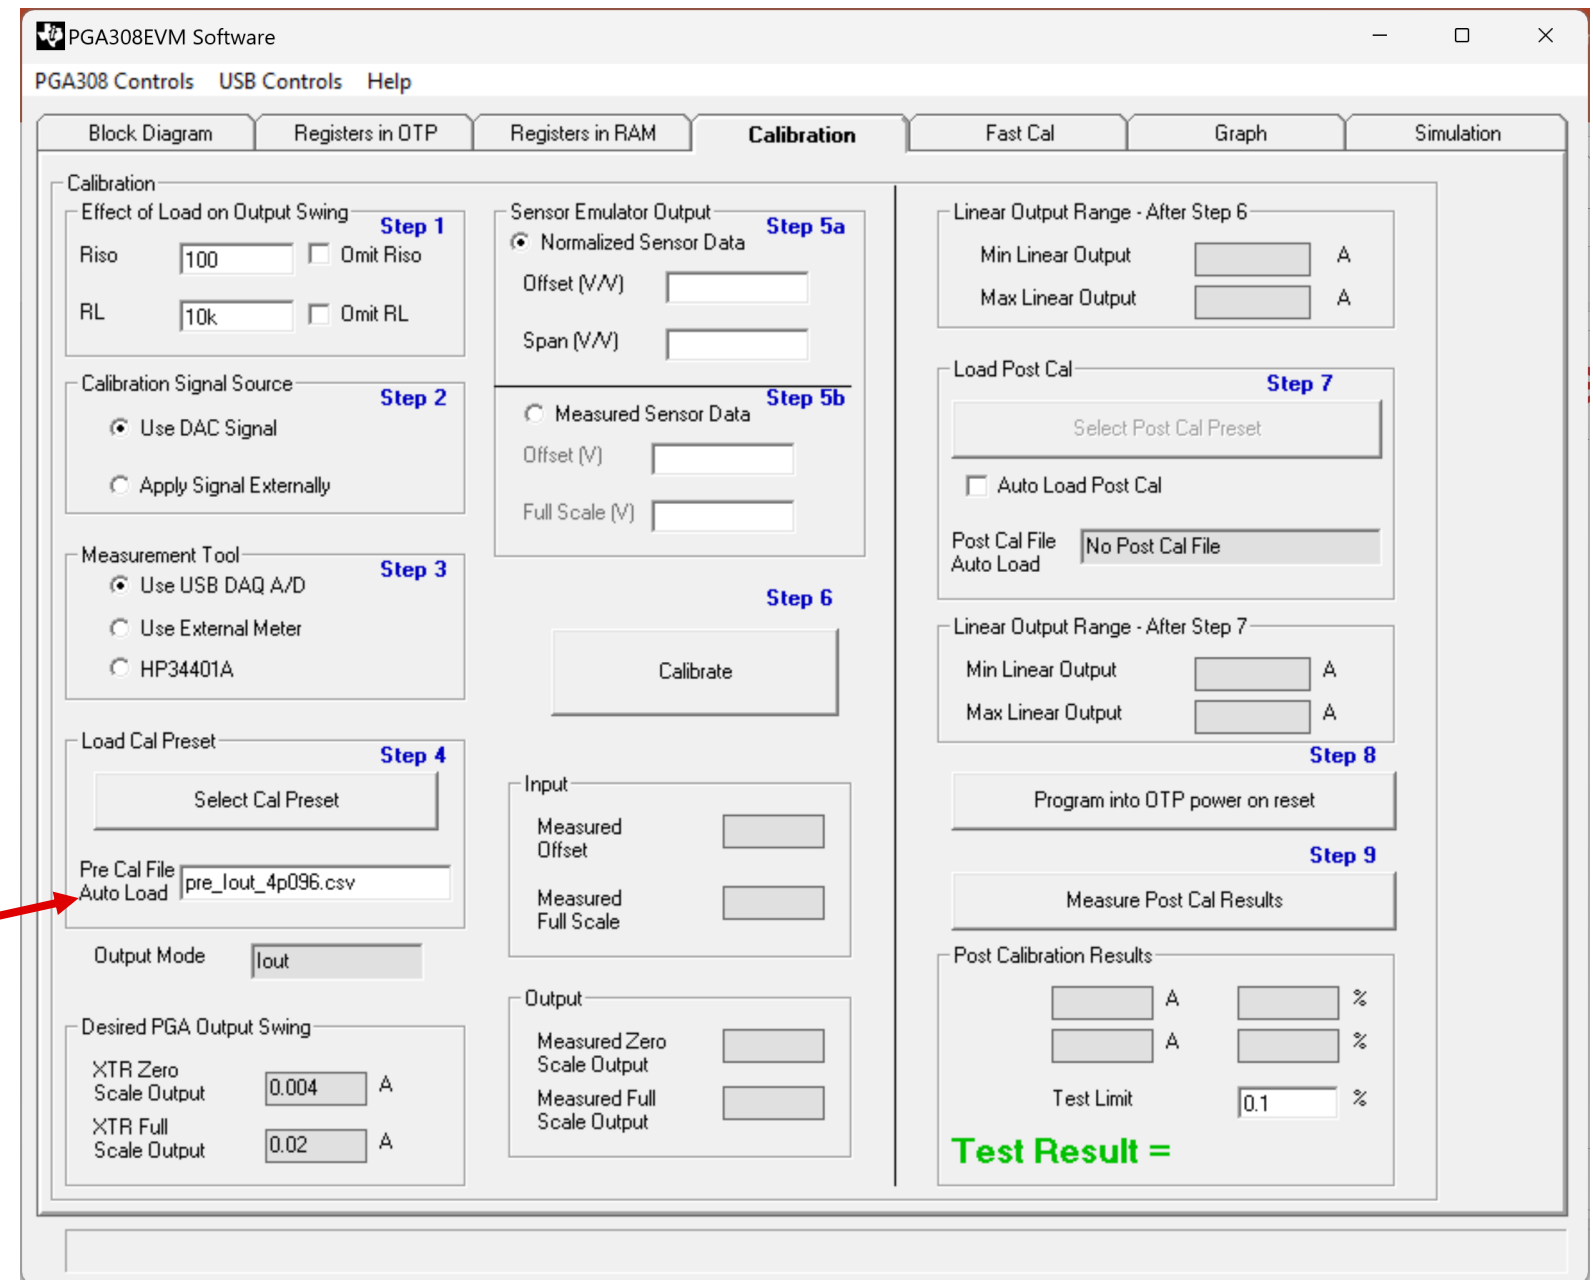 PGA308EVM Software
PGA308 Controls USB Controls Help
Block Diagram Registers in OTP Registers in RAM Calibration Fast Cal Graph Simulation
Calibration
Effect of Load on Output Swing
Step 1
Riso 100 Omit Riso
RL 10k Omit RL
Calibration Signal Source
Step 2
Use DAC Signal
Apply Signal Externally
Measurement Tool
Step 3
Use USB DAQ A/D
Use External Meter
HP34401A
Load Cal Preset
Step 4
Select Cal Preset
Pre Cal File
Auto Load pre_Iout_4p096.csv
Output Mode Iout
Desired PGA Output Swing
XTR Zero
Scale Output 0.004 A
XTR Full
Scale Output 0.02 A
Sensor Emulator Output
Step 5a
Normalized Sensor Data
Offset (V/V)
Span (V/V)
Step 5b
Measured Sensor Data
Offset (V)
Full Scale (V)
Step 6
Calibrate
Input
Measured
Offset
Measured
Full Scale
Output
Measured Zero
Scale Output
Measured Full
Scale Output
Linear Output Range - After Step 6
Min Linear Output A
Max Linear Output A
Load Post Cal
Step 7
Select Post Cal Preset
Auto Load Post Cal
Post Cal File
Auto Load No Post Cal File
Linear Output Range - After Step 7
Min Linear Output A
Max Linear Output A
Step 8
Program into OTP power on reset
Step 9
Measure Post Cal Results
Post Calibration Results
A %
A %
Test Limit 0.1 %
Test Result =